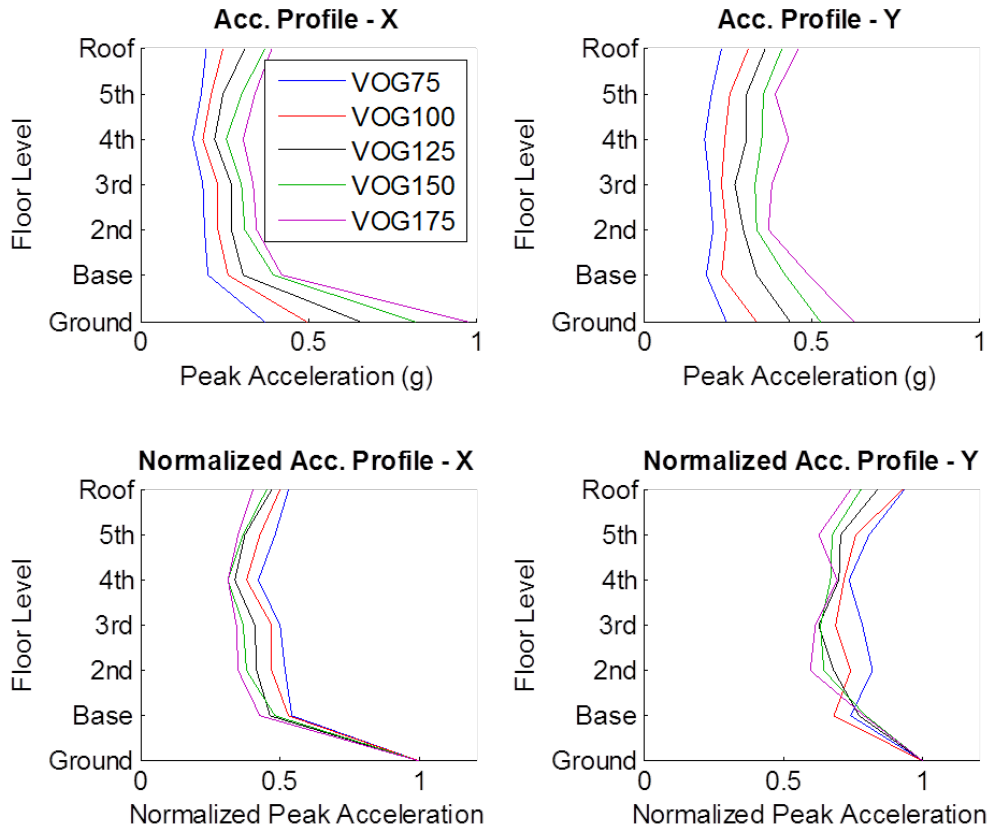 Acc. Profile - X
Roof
5th
4th
3rd
2nd
Base
Ground
Floor Level
0
0.5
1
Peak Acceleration (g)
VOG75
VOG100
VOG125
VOG150
VOG175
Acc. Profile - Y
Roof
5th
4th
3rd
2nd
Base
Ground
Floor Level
0
0.5
1
Peak Acceleration (g)
Normalized Acc. Profile - X
Roof
5th
4th
3rd
2nd
Base
Ground
Floor Level
0
0.5
1
Normalized Peak Acceleration
Normalized Acc. Profile - Y
Roof
5th
4th
3rd
2nd
Base
Ground
Floor Level
0
0.5
1
Normalized Peak Acceleration